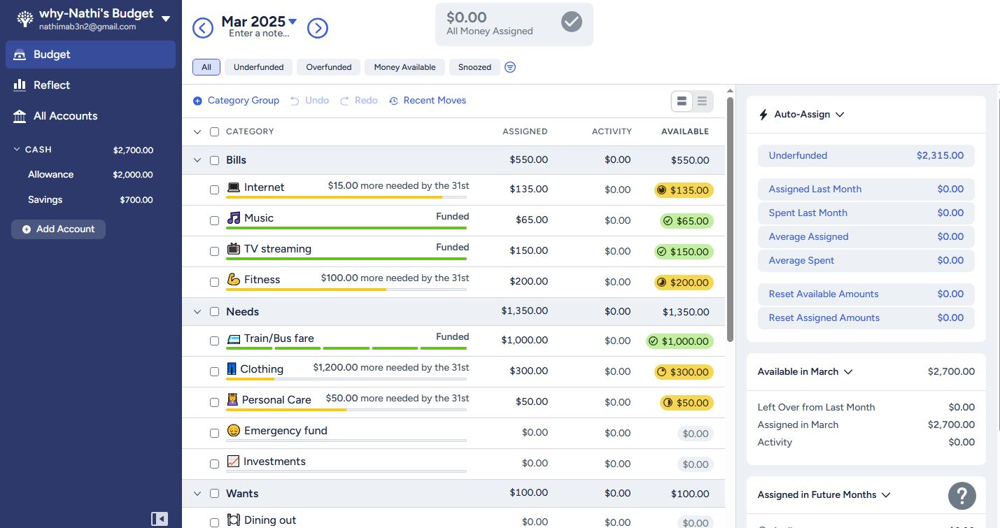 why-Nathi's Budget
nathimab3n2@gmail.com
Budget
Reflect
All Accounts
CASH $2,700.00
Allowance $2,000.00
Savings $700.00
Add Account
Mar 2025
Enter a note...
$0.00
All Money Assigned
All Underfunded Overfunded Money Available Snoozed
Category Group Undo Redo Recent Moves
CATEGORY ASSIGNED ACTIVITY AVAILABLE
Bills $550.00 $0.00 $550.00
Internet $15.00 more needed by the 31st $135.00 $0.00 $135.00
Music Funded $65.00 $0.00 $65.00
TV streaming Funded $150.00 $0.00 $150.00
Fitness $100.00 more needed by the 31st $200.00 $0.00 $200.00
Needs $1,350.00 $0.00 $1,350.00
Train/Bus fare Funded $1,000.00 $0.00 $1,000.00
Clothing $1,200.00 more needed by the 31st $300.00 $0.00 $300.00
Personal Care $50.00 more needed by the 31st $50.00 $0.00 $50.00
Emergency fund $0.00 $0.00 $0.00
Investments $0.00 $0.00 $0.00
Wants $100.00 $0.00 $100.00
Dining out $0.00 $0.00 $0.00
Auto-Assign
Underfunded $2,315.00
Assigned Last Month $0.00
Spent Last Month $0.00
Average Assigned $0.00
Average Spent $0.00
Reset Available Amounts $0.00
Reset Assigned Amounts $0.00
Available in March $2,700.00
Left Over from Last Month $0.00
Assigned in March $2,700.00
Activity $0.00
Assigned in Future Months
?